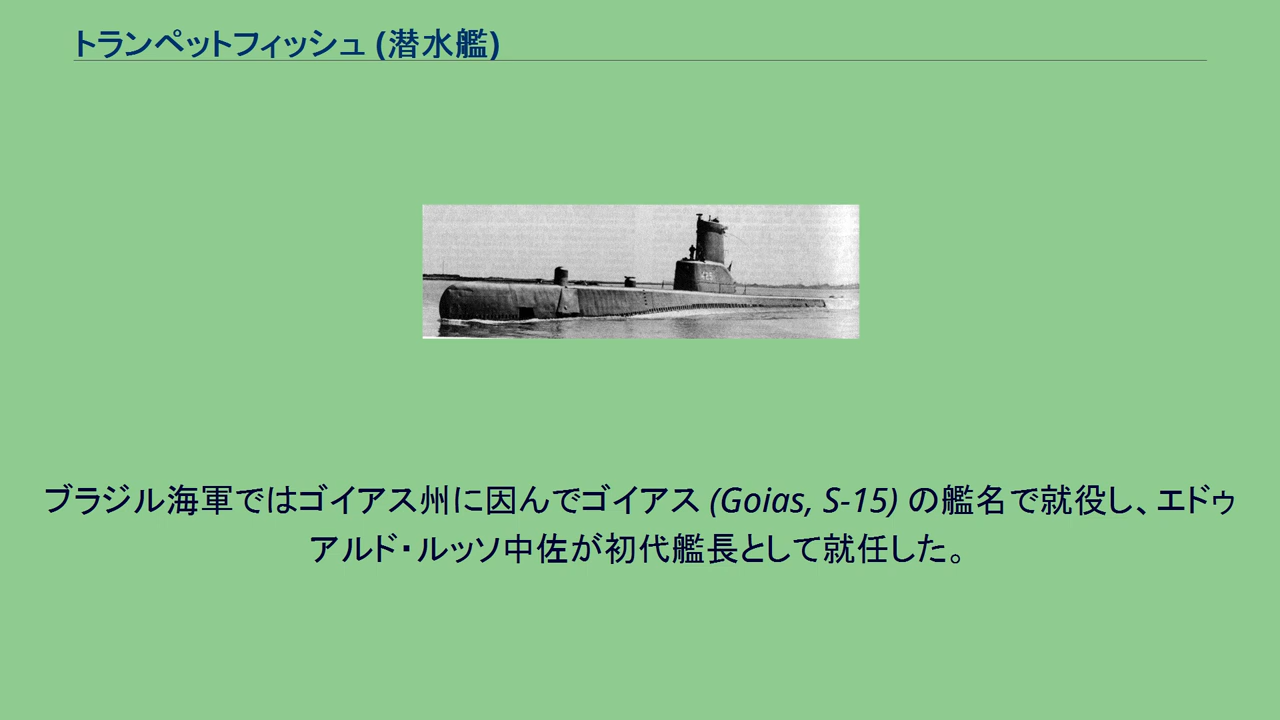 トランペットフィッシュ (潜水艦)
ブラジル海軍ではゴイアス州に因んでゴイアス (Goias, S-15) の艦名で就役し、エドゥ
アルド・ルッソ中佐が初代艦長として就任した。